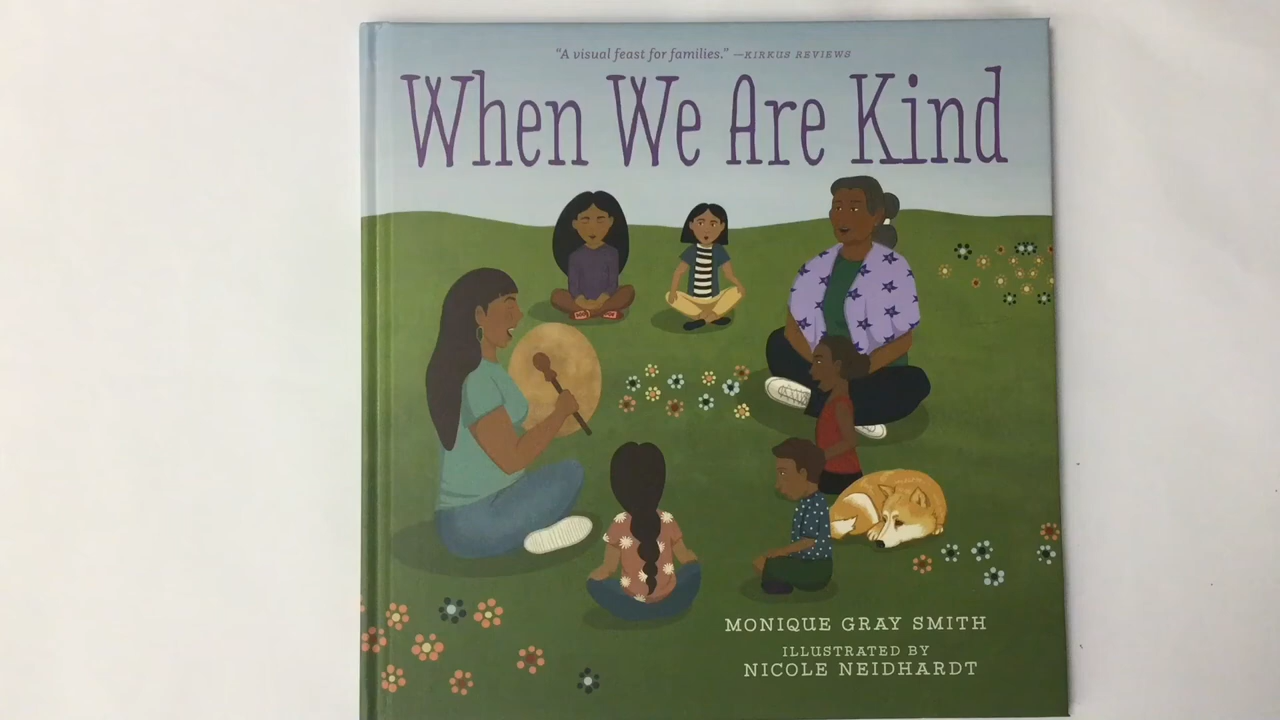 "A visual feast for families." —KIRKUS REVIEWS
When We Are Kind
MONIQUE GRAY SMITH
ILLUSTRATED BY
NICOLE NEIDHARDT